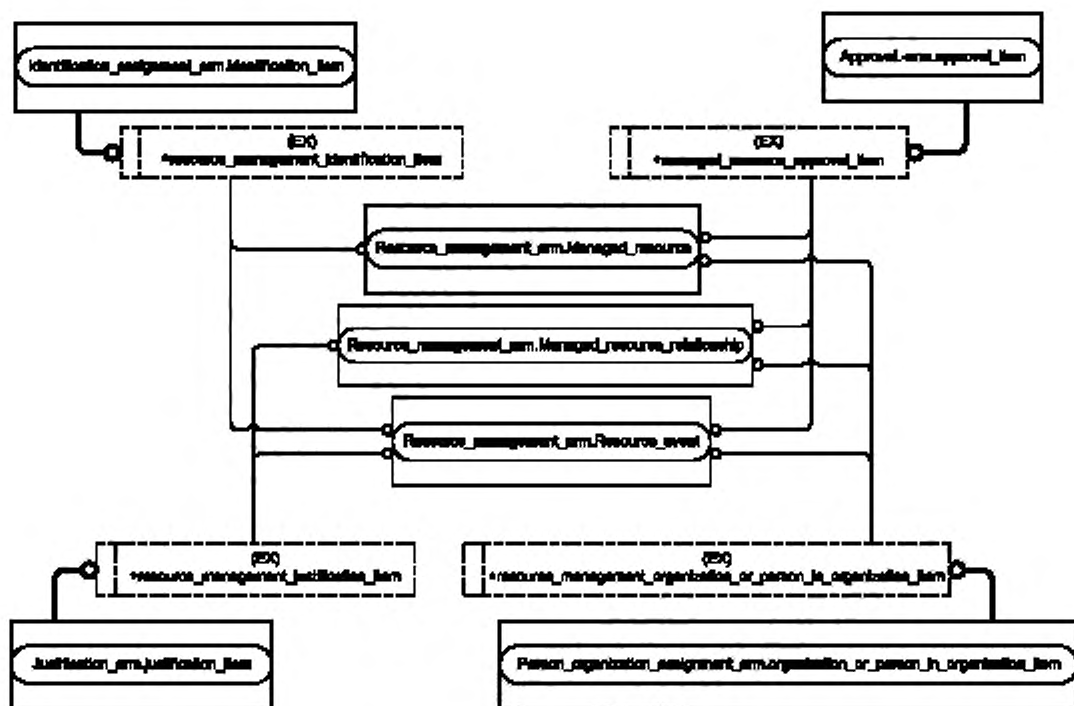 Identification_assignment_arm.identification_item
Approval_arm.approval_item
(EX)
*resource_management_identification_item
(EX)
*managed_resource_approval_item
Resource_management_arm.Managed_resource
Resource_management_arm.Managed_resource_relationship
Resource_management_arm.Resource_event
(EX)
*resource_management_justification_item
(EX)
*resource_management_organization_or_person_in_organization_item
Justification_arm.justification_item
Person_organization_assignment_arm.organization_or_person_in_organization_item